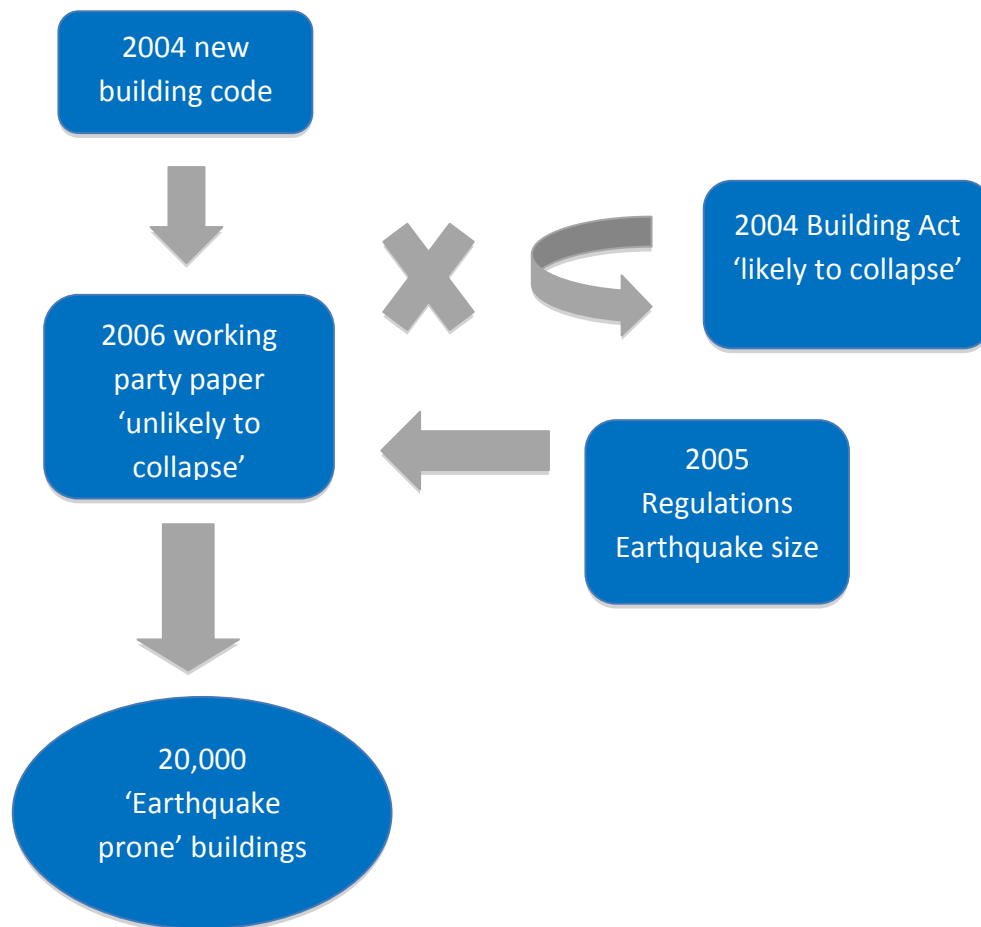 2004 new
building code
2004 Building Act
‘likely to collapse’
2006 working
party paper
‘unlikely to
collapse’
2005
Regulations
Earthquake size
20,000
‘Earthquake
prone’ buildings